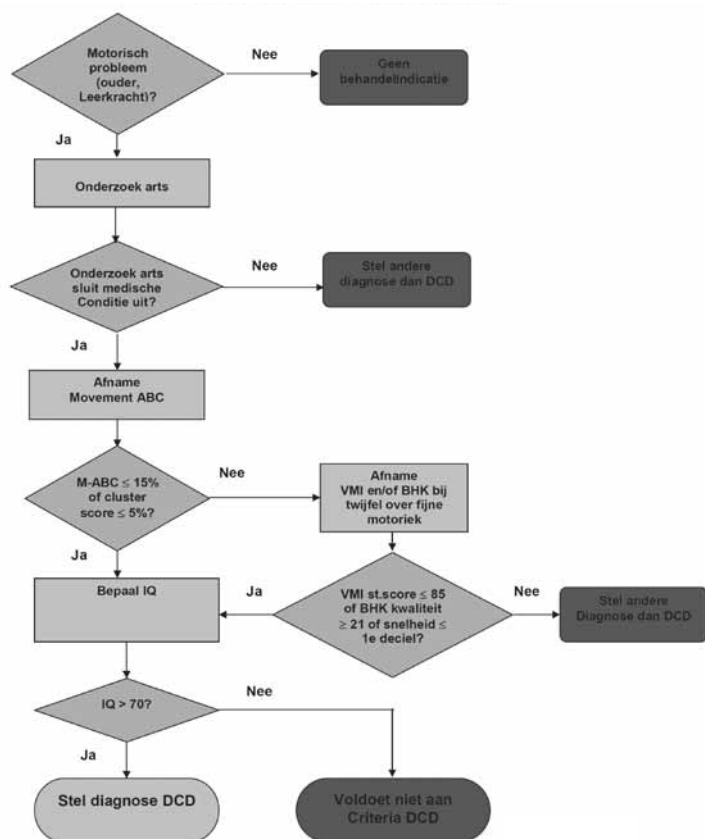 Motorisch
probleem
(ouder,
Leerkracht)?
Nee
Geen
behandelindicatie
Ja
Onderzoek arts
Onderzoek arts
sluit medische
Conditie uit?
Nee
Stel andere
diagnose dan DCD
Ja
Afname
Movement ABC
M-ABC ≤ 15%
of cluster
score ≤ 5%?
Nee
Afname
VMI en/of BHK bij
twijfel over fijne
motoriek
Ja
Bepaal IQ
Ja
VMI st.score ≤ 85
of BHK kwaliteit
≥ 21 of snelheid ≤
1e deciel?
Nee
Stel andere
Diagnose dan DCD
IQ > 70?
Nee
Ja
Stel diagnose DCD
Voldoet niet aan
Criteria DCD